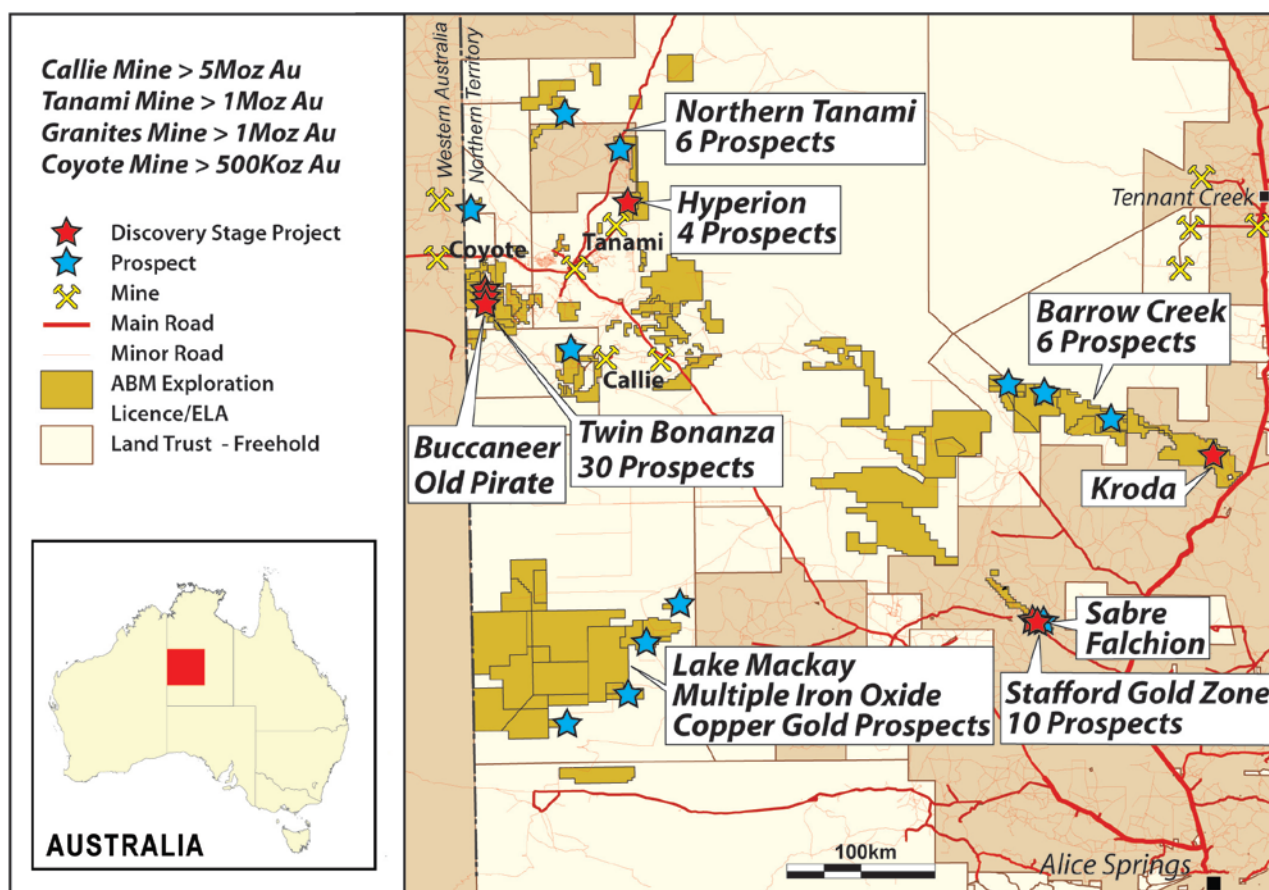 Callie Mine > 5Moz Au
Tanami Mine > 1Moz Au
Granites Mine > 1Moz Au
Coyote Mine > 500Koz Au
Discovery Stage Project
Prospect
Mine
Main Road
Minor Road
ABM Exploration
Licence/ELA
Land Trust - Freehold
AUSTRALIA
Western Australia
Northern Territory
Northern Tanami
6 Prospects
Hyperion
4 Prospects
Tennant Creek
Coyote
Tanami
Callie
Barrow Creek
6 Prospects
Buccaneer
Old Pirate
Twin Bonanza
30 Prospects
Kroda
Sabre
Falchion
Lake Mackay
Multiple Iron Oxide
Copper Gold Prospects
Stafford Gold Zone
10 Prospects
100km
Alice Springs